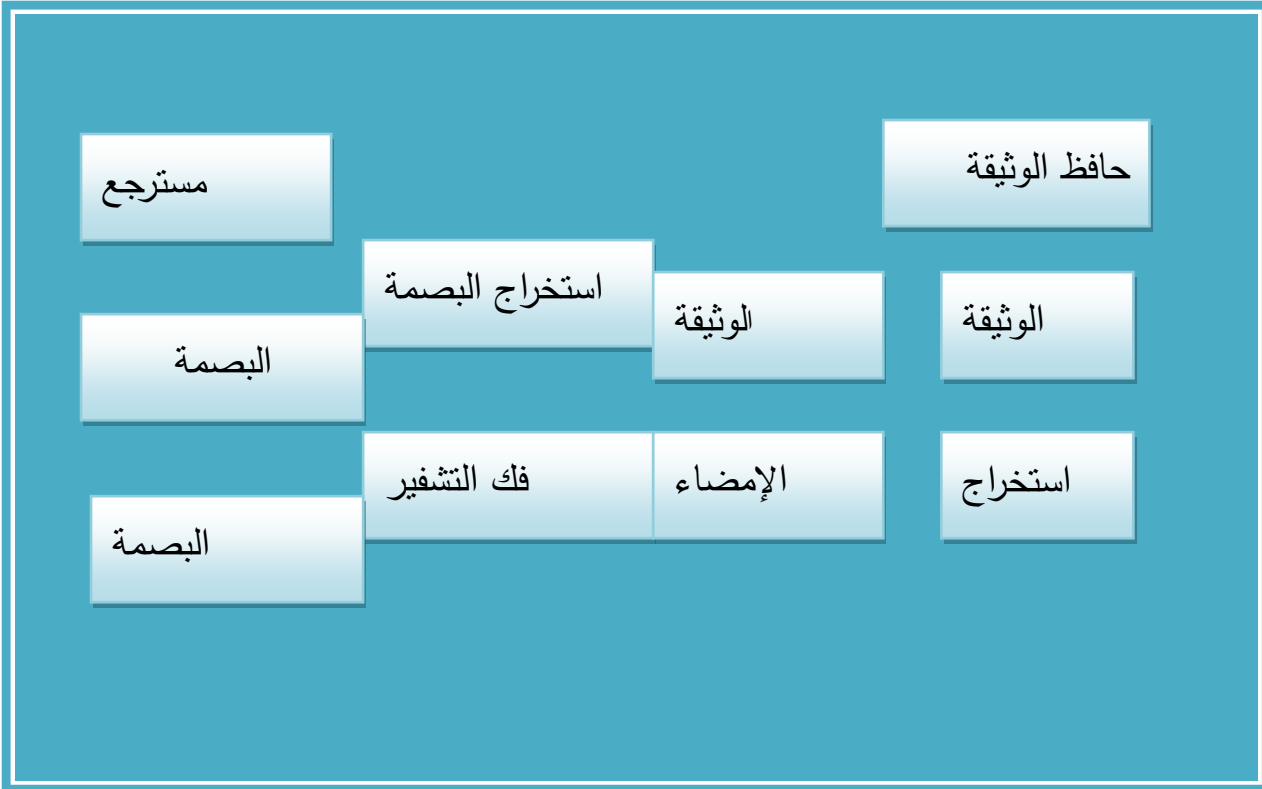 حافظ الوثيقة
مسترجع
استخراج البصمة
الوثيقة
الوثيقة
البصمة
استخراج
الإمضاء
فك التشفير
البصمة